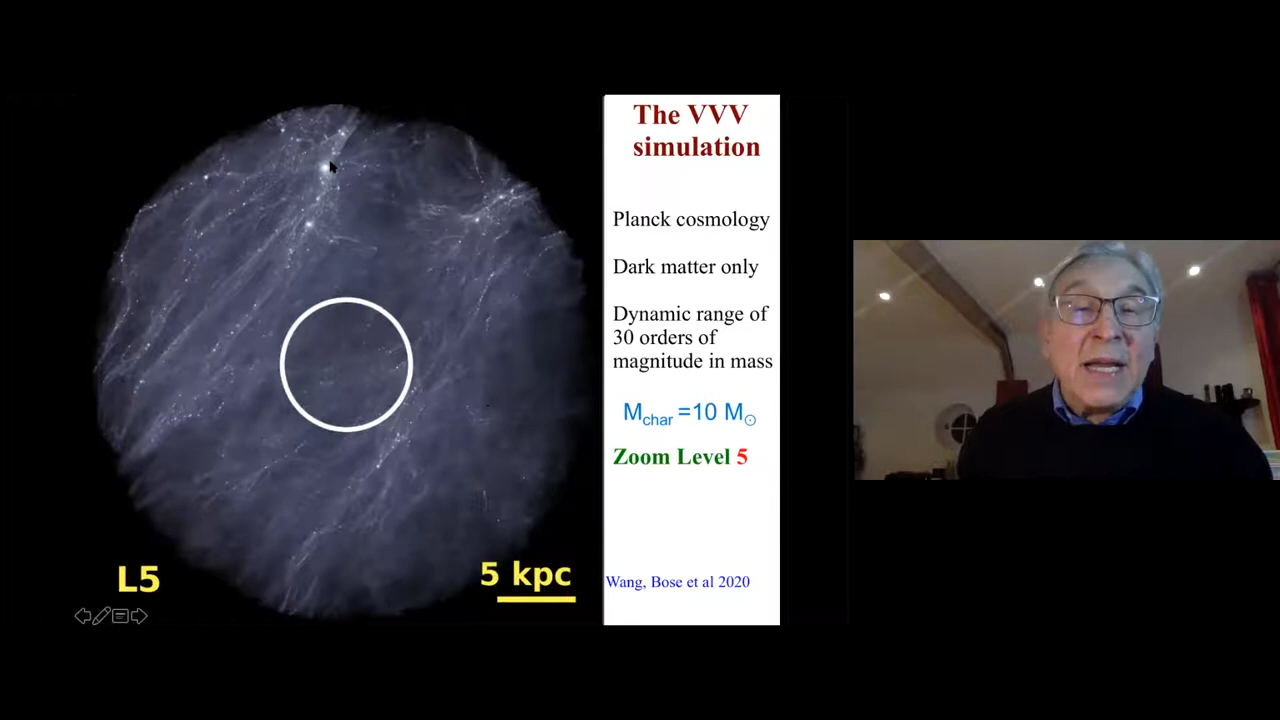 The VVV
simulation
Planck cosmology
Dark matter only
Dynamic range of
30 orders of
magnitude in mass
Mchar =10 M☉
Zoom Level 5
Wang, Bose et al 2020
L5
5 kpc